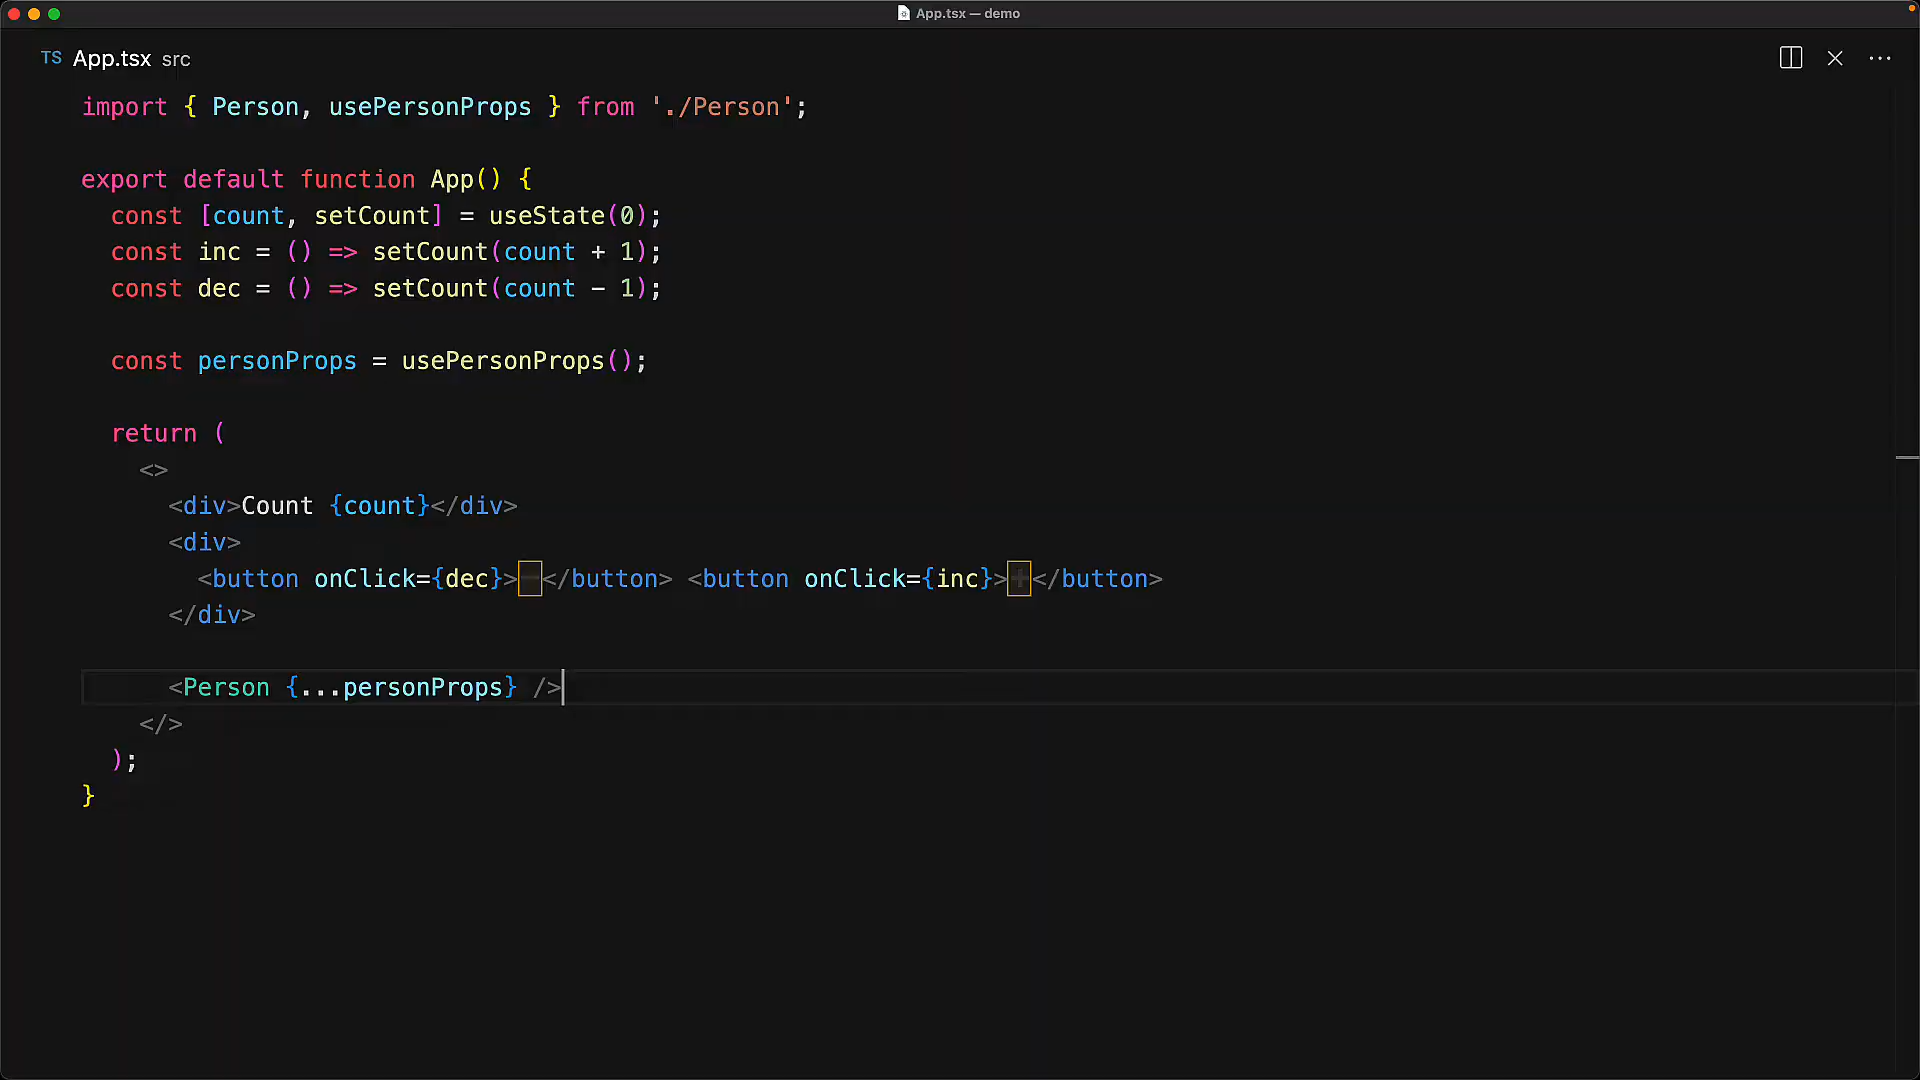 App.tsx — demo
TS App.tsx src
import { Person, usePersonProps } from './Person';
export default function App() {
const [count, setCount] = useState(0);
const inc = () => setCount(count + 1);
const dec = () => setCount(count - 1);
const personProps = usePersonProps();
return (
<>
<div>Count {count}</div>
<div>
<button onClick={dec}>−</button> <button onClick={inc}>+</button>
</div>
<Person {...personProps} />
</>
);
}